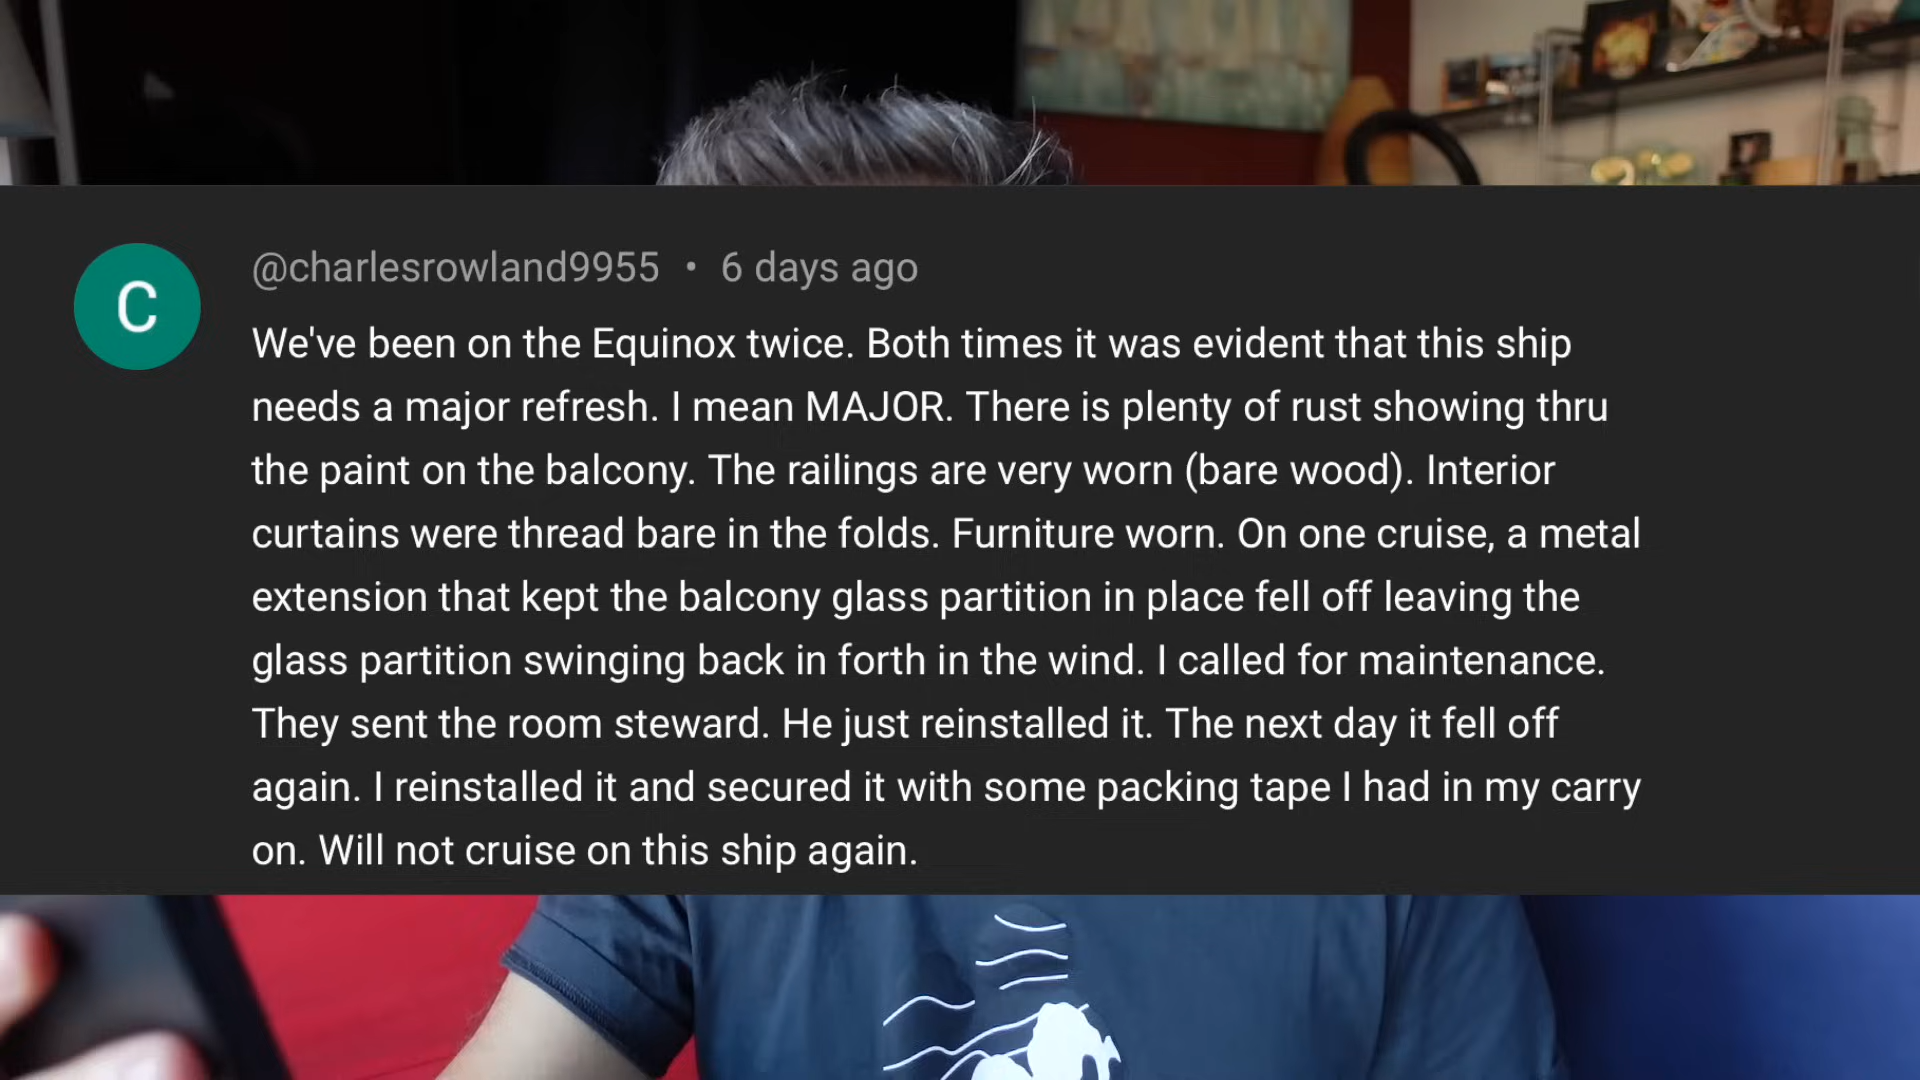 C
@charlesrowland9955 • 6 days ago
We've been on the Equinox twice. Both times it was evident that this ship
needs a major refresh. I mean MAJOR. There is plenty of rust showing thru
the paint on the balcony. The railings are very worn (bare wood). Interior
curtains were thread bare in the folds. Furniture worn. On one cruise, a metal
extension that kept the balcony glass partition in place fell off leaving the
glass partition swinging back in forth in the wind. I called for maintenance.
They sent the room steward. He just reinstalled it. The next day it fell off
again. I reinstalled it and secured it with some packing tape I had in my carry
on. Will not cruise on this ship again.